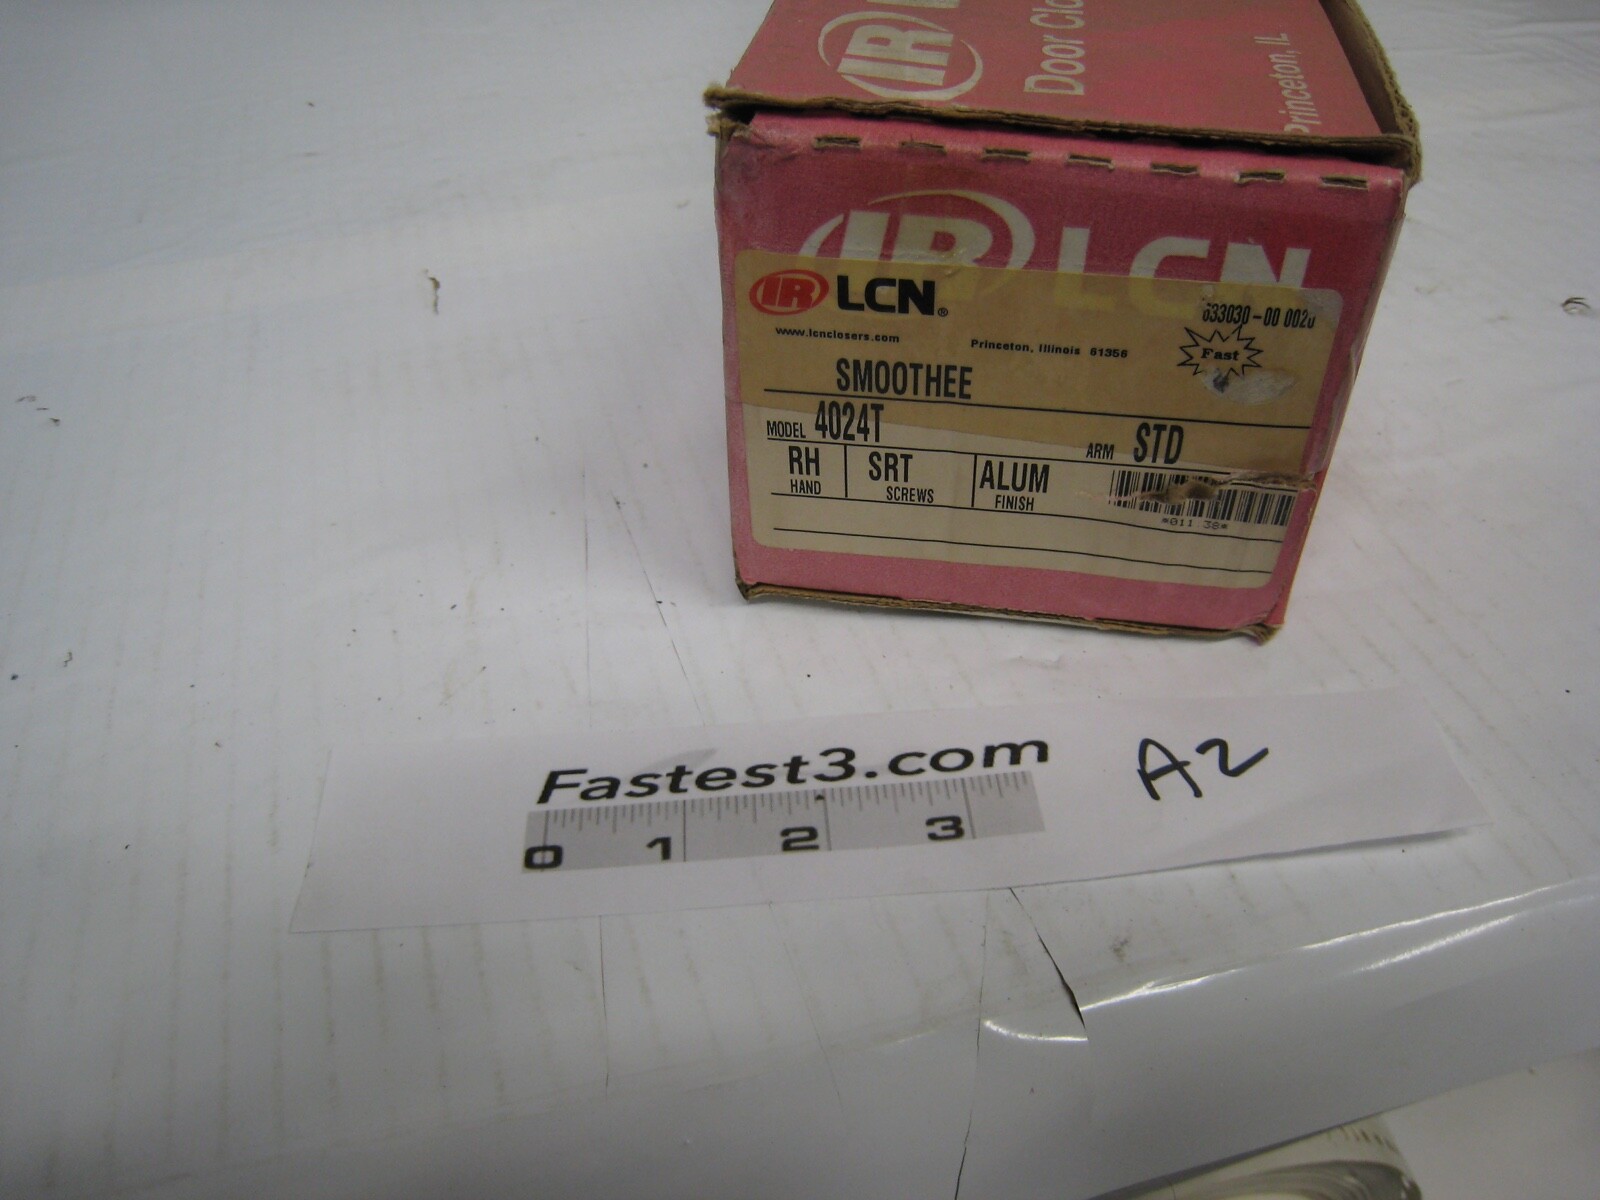 IR
Door Clo
Princeton, IL
IR LCN
IR LCN®
633030-00 0020
www.lcnclosers.com Princeton, Illinois 61356
Fast
SMOOTHEE
MODEL 4024T ARM STD
RH SRT ALUM
HAND SCREWS FINISH
Fastest3.com A2
0 1 2 3